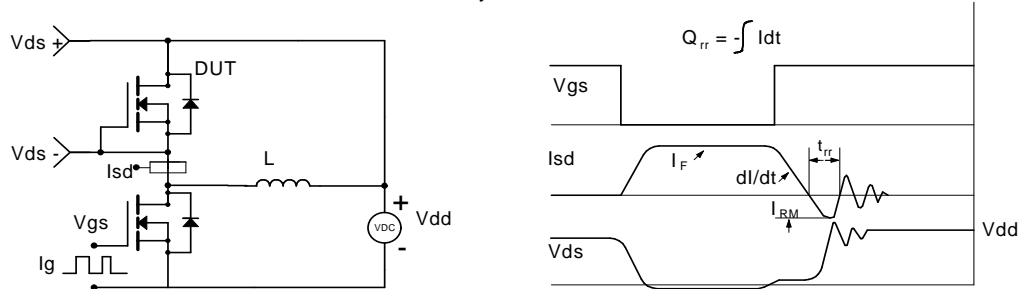 Vds +
DUT
Vds -
Isd
L
Vgs
Ig
+
VDC
-
Vdd
Qrr = -∫ Idt
Vgs
Isd
IF
dI/dt
trr
IRM
Vds
Vdd